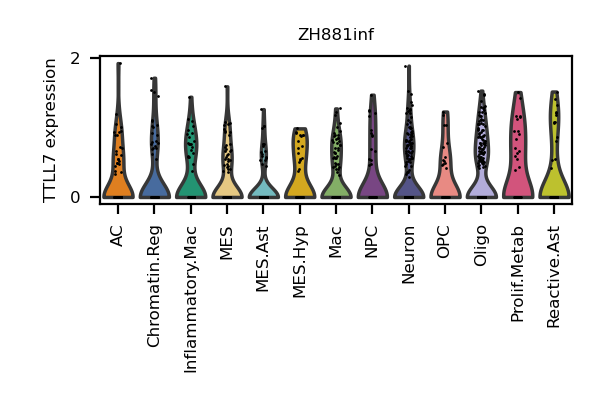 ZH881inf
TTLL7 expression
2
0
AC
Chromatin.Reg
Inflammatory.Mac
MES
MES.Ast
MES.Hyp
Mac
NPC
Neuron
OPC
Oligo
Prolif.Metab
Reactive.Ast